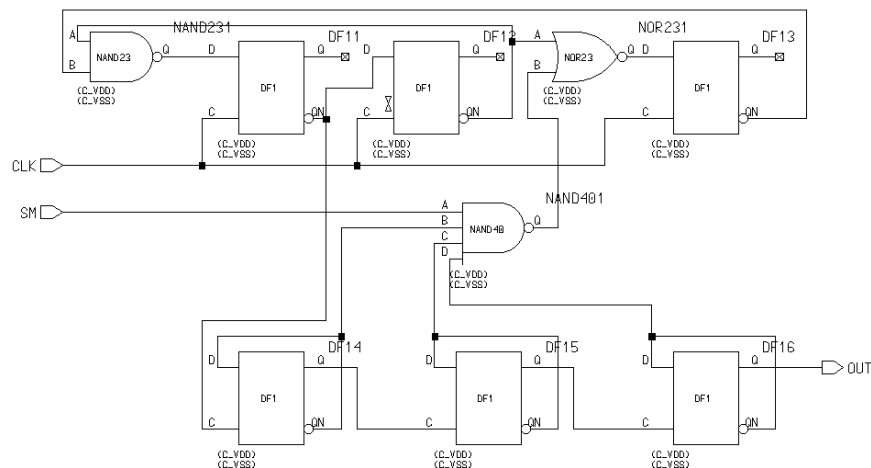 NAND231 DF11 DF12 NOR231 DF13
A Q D Q D Q A Q D Q
NAND23 DF1 DF1 NOR23 DF1
B B
(C_VDD) (C_VDD)
(C_VSS) (C_VSS)
C QN C QN C QN
(C_VDD) (C_VDD) (C_VDD)
(C_VSS) (C_VSS) (C_VSS)
CLK
SM A NAND401
B NAND40 Q
C
D
(C_VDD)
(C_VSS)
DF14 DF15 DF16
D Q D Q D Q OUT
DF1 DF1 DF1
C QN C QN C QN
(C_VDD) (C_VDD) (C_VDD)
(C_VSS) (C_VSS) (C_VSS)